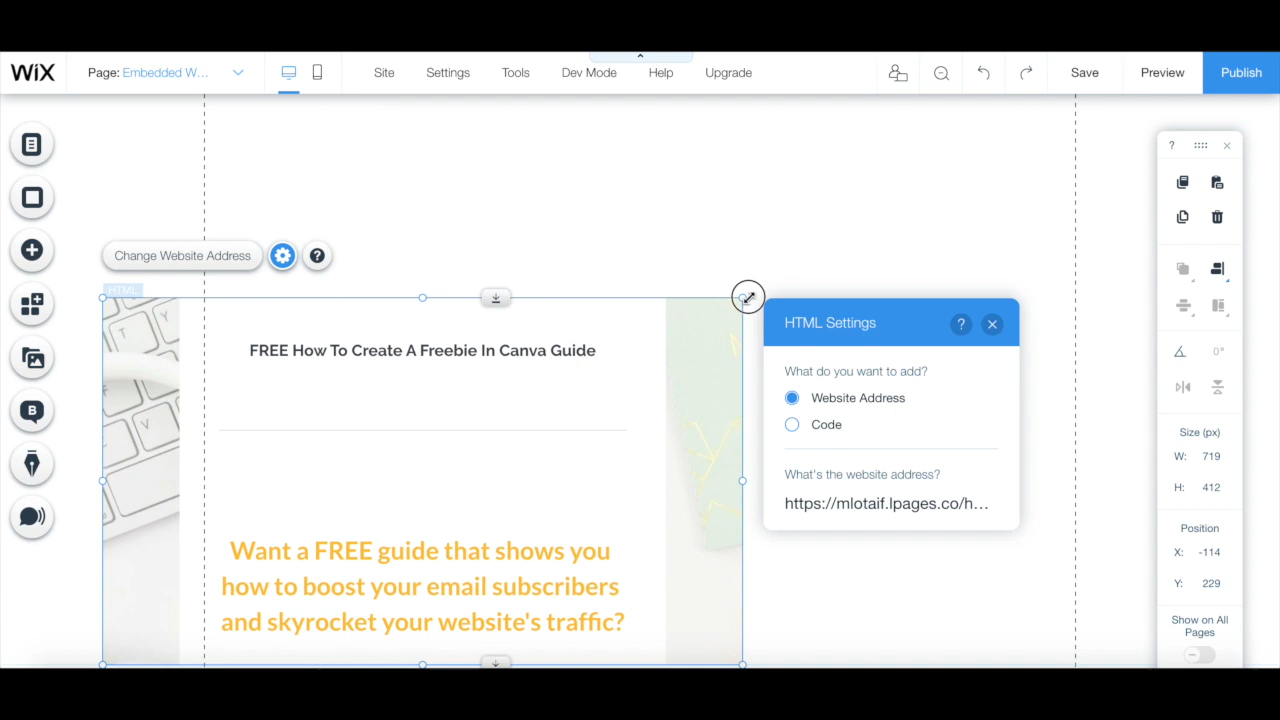 WiX
Page: Embedded W...
Site
Settings
Tools
Dev Mode
Help
Upgrade
Save
Preview
Publish
Change Website Address
?
HTML
FREE How To Create A Freebie In Canva Guide
Want a FREE guide that shows you
how to boost your email subscribers
and skyrocket your website's traffic?
HTML Settings
?
What do you want to add?
Website Address
Code
What's the website address?
https://mlotaif.lpages.co/h...
?
0°
Size (px)
W: 719
H: 412
Position
X: -114
Y: 229
Show on All
Pages
B